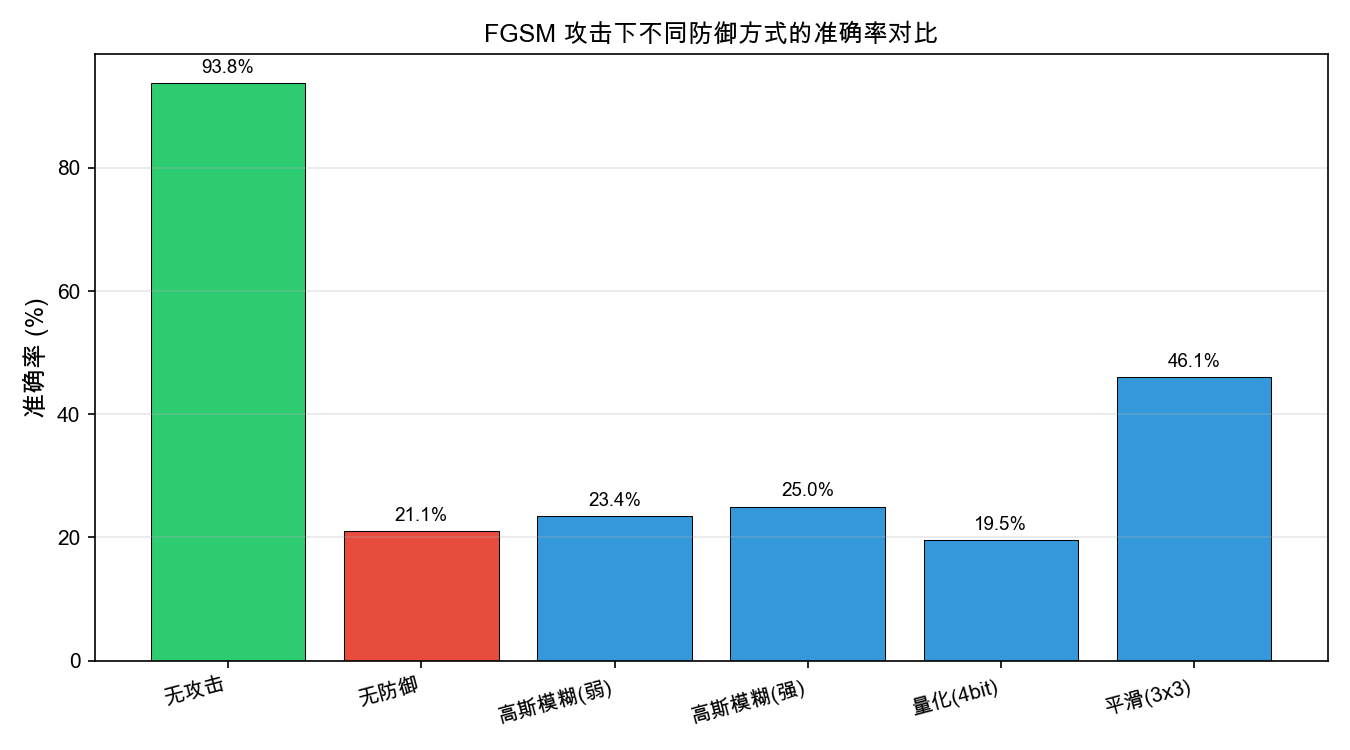 FGSM 攻击下不同防御方式的准确率对比
准确率 (%)
80
60
40
20
0
93.8%
21.1%
23.4%
25.0%
19.5%
46.1%
无攻击
无防御
高斯模糊(弱)
高斯模糊(强)
量化(4bit)
平滑(3x3)